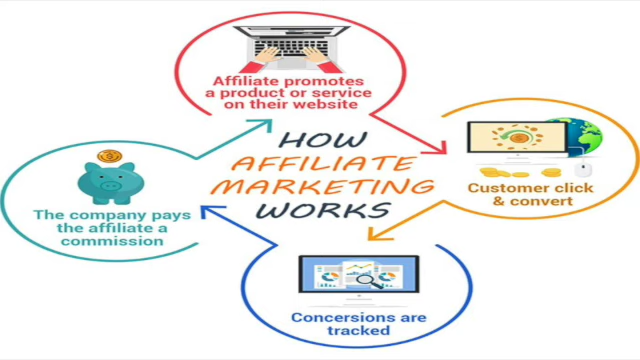 Affiliate promotes
a product or service
on their website
HOW
AFFILIATE
MARKETING
WORKS
Customer click
& convert
Concersions are
tracked
The company pays
the affiliate a
commission